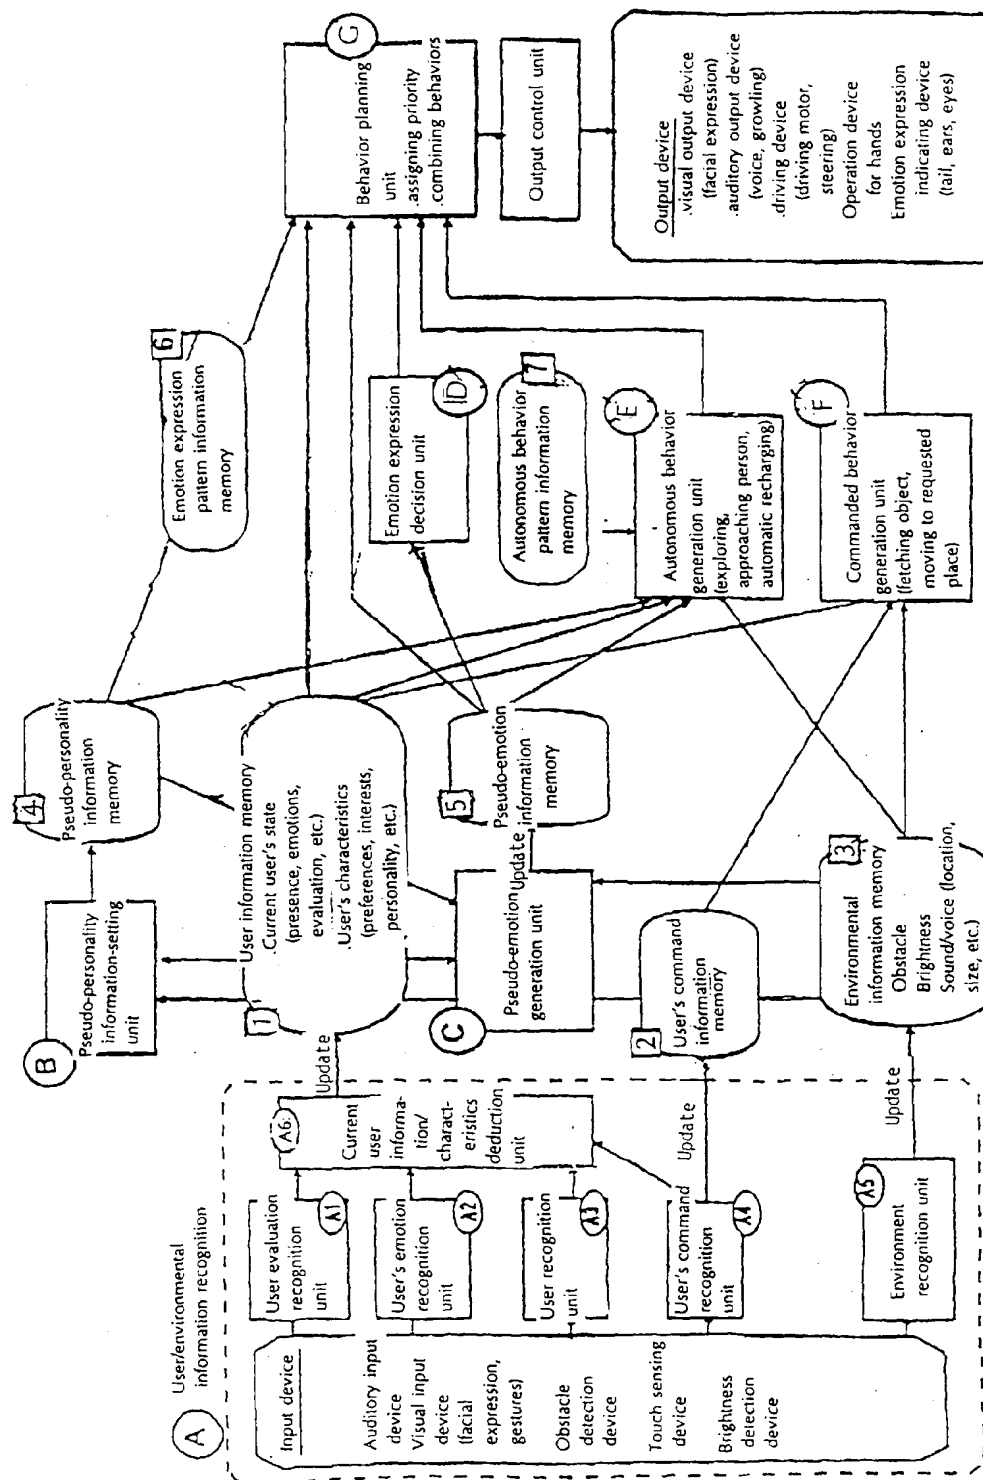 A
User/environmental
information recognition
Input device
Auditory input
device
Visual input
device
(facial
expression,
gestures)
Obstacle
detection
device
Touch sensing
device
Brightness
detection
device
User evaluation
recognition
unit
A1
User's emotion
recognition
unit
A2
User recognition
unit
A3
User's command
recognition
unit
A4
Environment
recognition unit
A5
A6
Current
user
informa-
tion/
charact-
eristics
deduction
unit
Update
Update
Update
B
Pseudo-personality
information-setting
unit
1
User information memory
.Current user's state
(presence, emotions,
evaluation, etc.)
.User's characteristics
(preferences, interests,
personality, etc.)
C
Pseudo-emotion
generation unit
Update
2
User's command
information
memory
3
Environmental
information memory
Obstacle
Brightness
Sound/voice (location,
size, etc.)
4
Pseudo-personality
information
memory
5
Pseudo-emotion
information
memory
6
Emotion expression
pattern information
memory
Emotion expression
decision unit
D
Autonomous behavior
pattern information
memory
7
E
Autonomous behavior
generation unit
(exploring,
approaching person,
automatic recharging)
F
Commanded behavior
generation unit
(fetching object,
moving to requested
place)
G
Behavior planning
unit
.assigning priority
.combining behaviors
Output control unit
Output device
.visual output device
(facial expression)
.auditory output device
(voice, growling)
.driving device
(driving motor,
steering)
Operation device
for hands
Emotion expression
indicating device
(tail, ears, eyes)